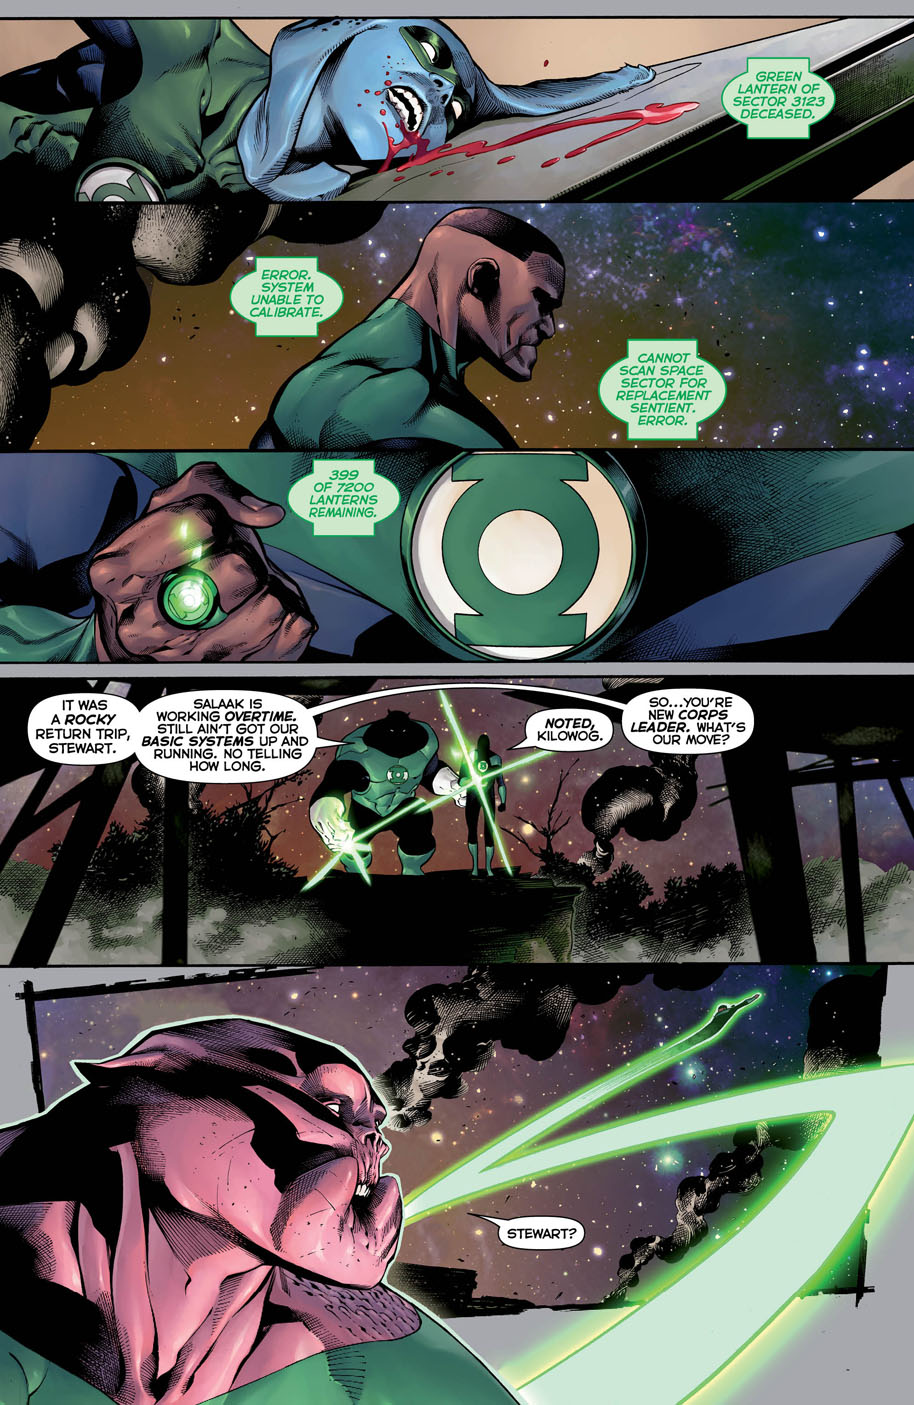 GREEN
LANTERN OF
SECTOR 3123
DECEASED.
ERROR.
SYSTEM
UNABLE TO
CALIBRATE.
CANNOT
SCAN SPACE
SECTOR FOR
REPLACEMENT
SENTIENT.
ERROR.
399
OF 7200
LANTERNS
REMAINING.
IT WAS
A ROCKY
RETURN TRIP,
STEWART.
SALAAK IS
WORKING OVERTIME.
STILL AIN'T GOT OUR
BASIC SYSTEMS UP AND
RUNNING. NO TELLING
HOW LONG.
NOTED,
KILOWOG.
SO...YOU'RE
NEW CORPS
LEADER. WHAT'S
OUR MOVE?
STEWART?